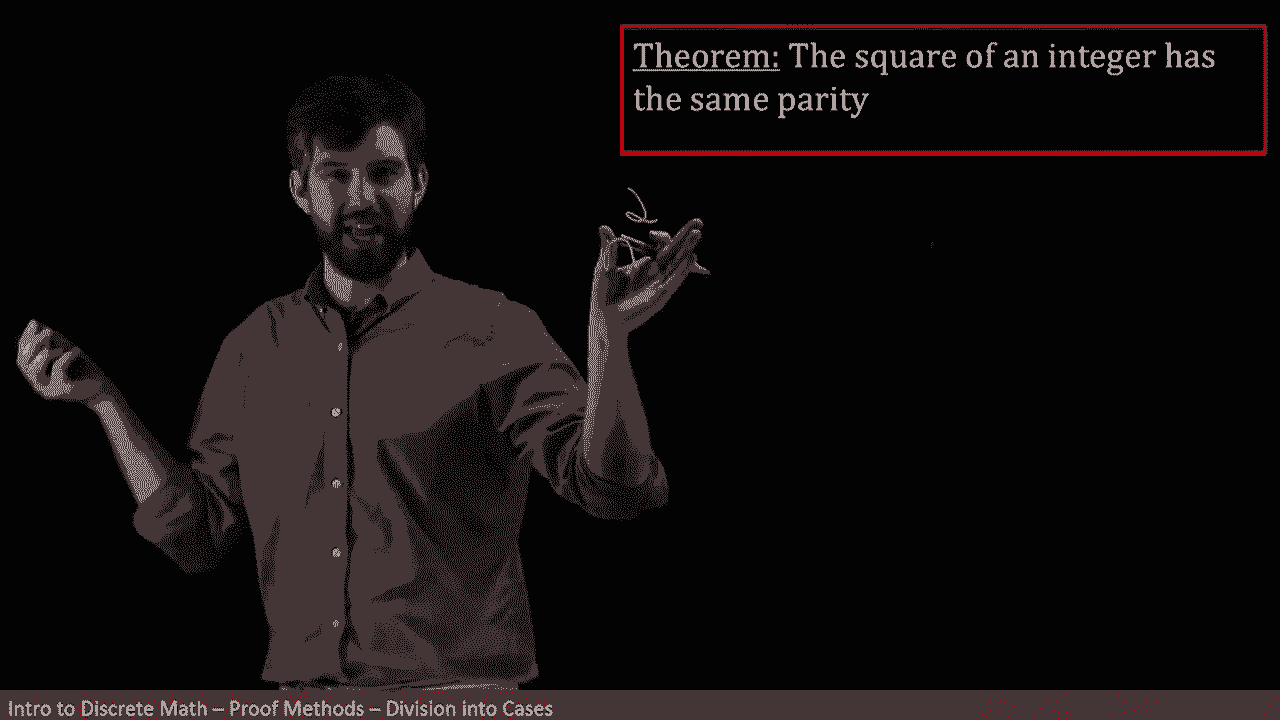 Theorem: The square of an integer has
the same parity
Intro to Discrete Math – Proof Methods – Division into Cases